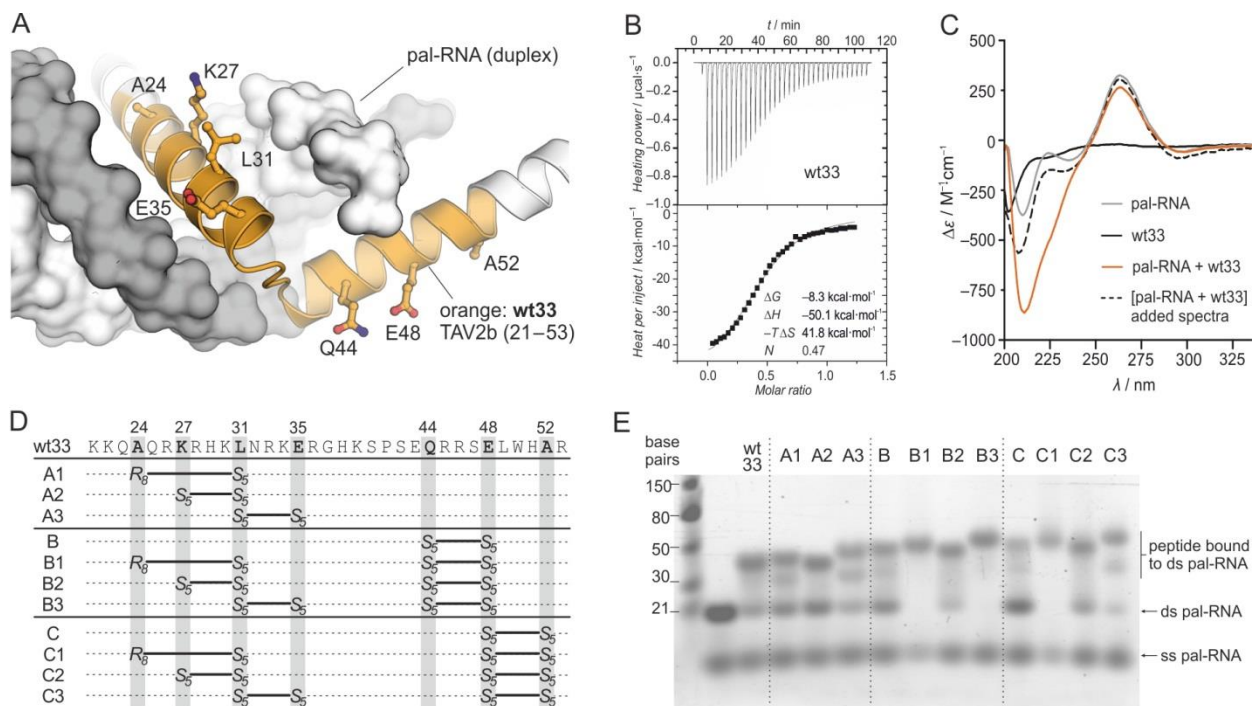 A
pal-RNA (duplex)
K27
A24
L31
E35
A52
E48
Q44
orange: wt33
TAV2b (21–53)
B
t / min
0 20 40 60 80 100 120
Heating power / μcal·s⁻¹
0.0
−0.2
−0.4
−0.6
−0.8
−1.0
wt33
Heat per inject / kcal·mol⁻¹
0
−10
−20
−30
−40
ΔG −8.3 kcal·mol⁻¹
ΔH −50.1 kcal·mol⁻¹
−TΔS 41.8 kcal·mol⁻¹
N 0.47
0.0 0.5 1.0 1.5
Molar ratio
C
Δε / M⁻¹cm⁻¹
500
250
0
−250
−500
−750
−1000
pal-RNA
wt33
pal-RNA + wt33
[pal-RNA + wt33]
added spectra
200 225 250 275 300 325
λ / nm
D
24 27 31 35 44 48 52
wt33 KKQAQRKRHKLNRKERGHKSPSEQRRSELWHAR
A1 R₈ S₅
A2 S₅ S₅
A3 S₅ S₅
B S₅ S₅
B1 R₈ S₅ S₅ S₅
B2 S₅ S₅ S₅ S₅
B3 S₅ S₅ S₅ S₅
C S₅ S₅
C1 R₈ S₅ S₅ S₅
C2 S₅ S₅ S₅ S₅
C3 S₅ S₅ S₅ S₅
E
base
pairs
wt
33
A1 A2 A3 B B1 B2 B3 C C1 C2 C3
150
80
50
30
21
peptide bound
to ds pal-RNA
ds pal-RNA
ss pal-RNA